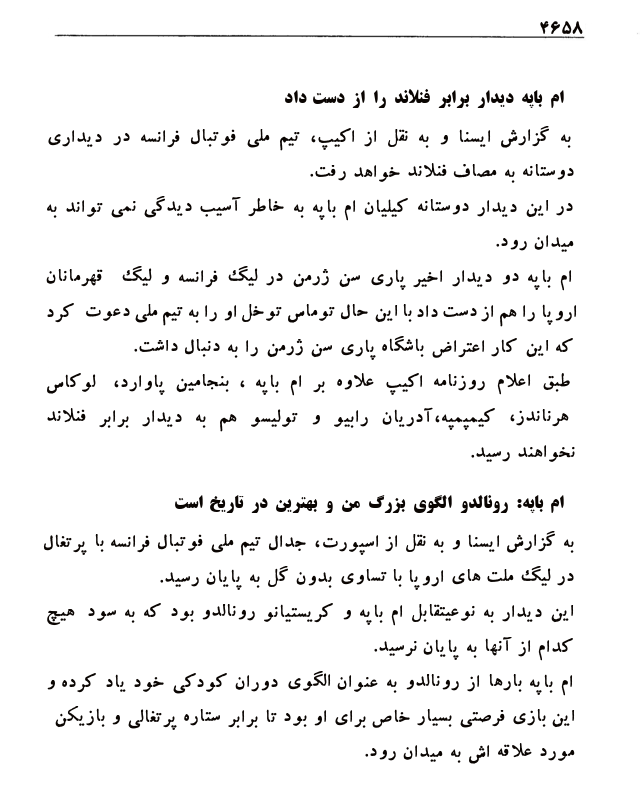 ۴۶۵۸
ام باپه دیدار برابر فنلاند را از دست داد
به گزارش ایسنا و به نقل از اکیپ، تیم ملی فوتبال فرانسه در دیداری
دوستانه به مصاف فنلاند خواهد رفت.
در این دیدار دوستانه کیلیان ام باپه به خاطر آسیب دیدگی نمی تواند به
میدان رود.
ام باپه دو دیدار اخیر پاری سن ژرمن در لیگ فرانسه و لیگ قهرمانان
اروپا را هم از دست داد با این حال توماس توخل او را به تیم ملی دعوت کرد
که این کار اعتراض باشگاه پاری سن ژرمن را به دنبال داشت.
طبق اعلام روزنامه اکیپ علاوه بر ام باپه ، بنجامین پاوارد، لوکاس
هرناندز، کیمپمپه،آدریان رابیو و تولیسو هم به دیدار برابر فنلاند
نخواهند رسید.
ام باپه: رونالدو الگوی بزرگ من و بهترین در تاریخ است
به گزارش ایسنا و به نقل از اسپورت، جدال تیم ملی فوتبال فرانسه با پرتغال
در لیگ ملت های اروپا با تساوی بدون گل به پایان رسید.
این دیدار به نوعیتقابل ام باپه و کریستیانو رونالدو بود که به سود هیچ
کدام از آنها به پایان نرسید.
ام باپه بارها از رونالدو به عنوان الگوی دوران کودکی خود یاد کرده و
این بازی فرصتی بسیار خاص برای او بود تا برابر ستاره پرتغالی و بازیکن
مورد علاقه اش به میدان رود.